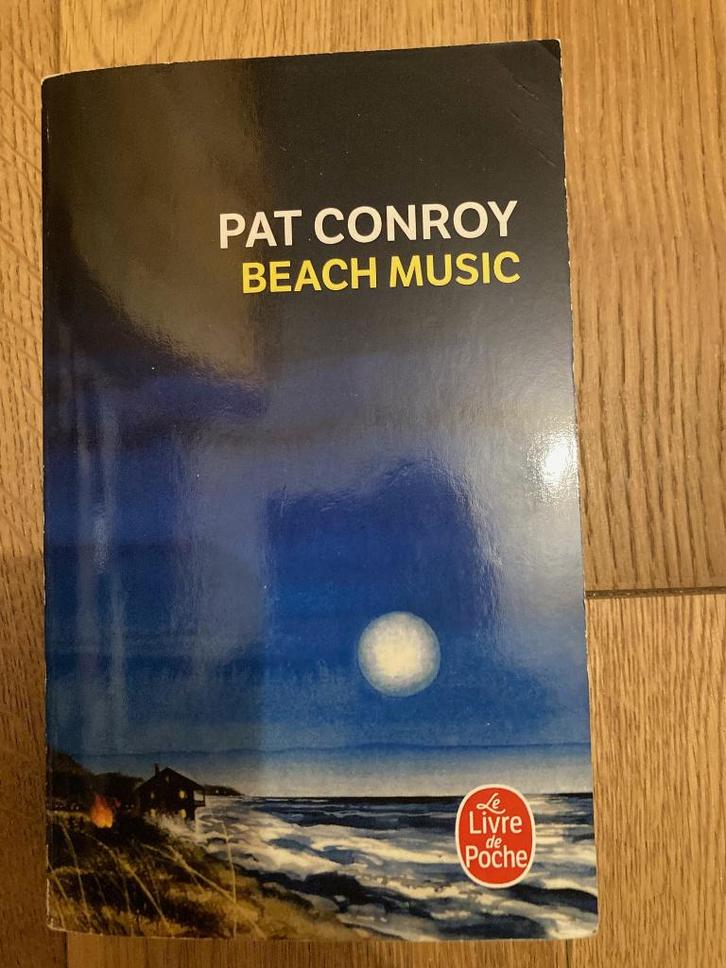 PAT CONROY
BEACH MUSIC
Le
Livre
de
Poche